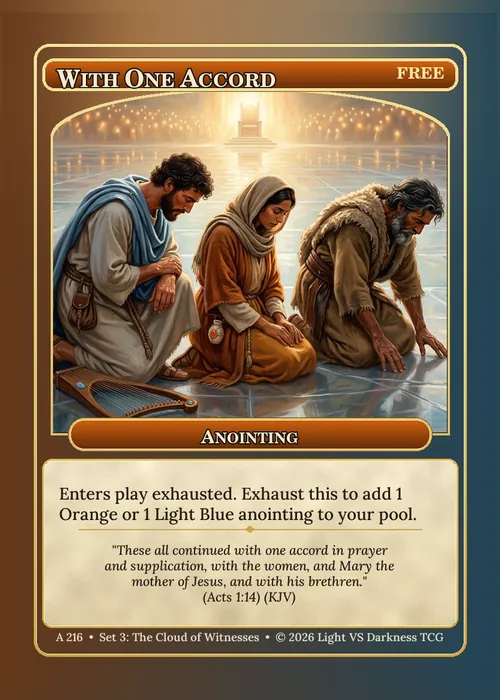 With One Accord
FREE
Anointing
Enters play exhausted. Exhaust this to add 1
Orange or 1 Light Blue anointing to your pool.
"These all continued with one accord in prayer
and supplication, with the women, and Mary the
mother of Jesus, and with his brethren."
(Acts 1:14) (KJV)
A 216 • Set 3: The Cloud of Witnesses • © 2026 Light VS Darkness TCG